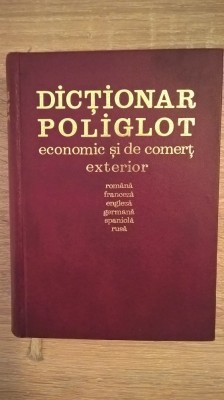 DICȚIONAR
POLIGLOT
economic și de comerț
exterior
română
franceză
engleză
germană
spaniolă
rusă